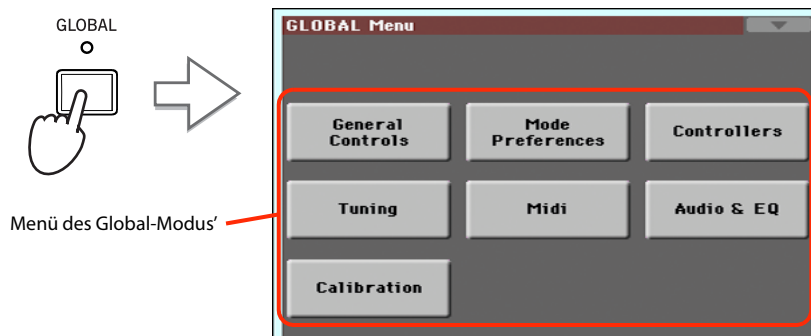 GLOBAL
GLOBAL Menu
General
Controls
Mode
Preferences
Controllers
Tuning
Midi
Audio & EQ
Calibration
Menü des Global-Modus’